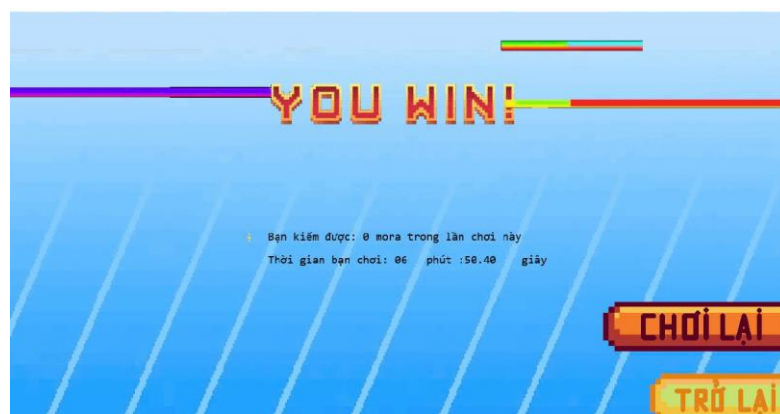 YOU WIN!
Bạn kiếm được: 0 mora trong lần chơi này
Thời gian bạn chơi: 06 phút :50.40 giây
CHƠI LẠI
TRỞ LẠI